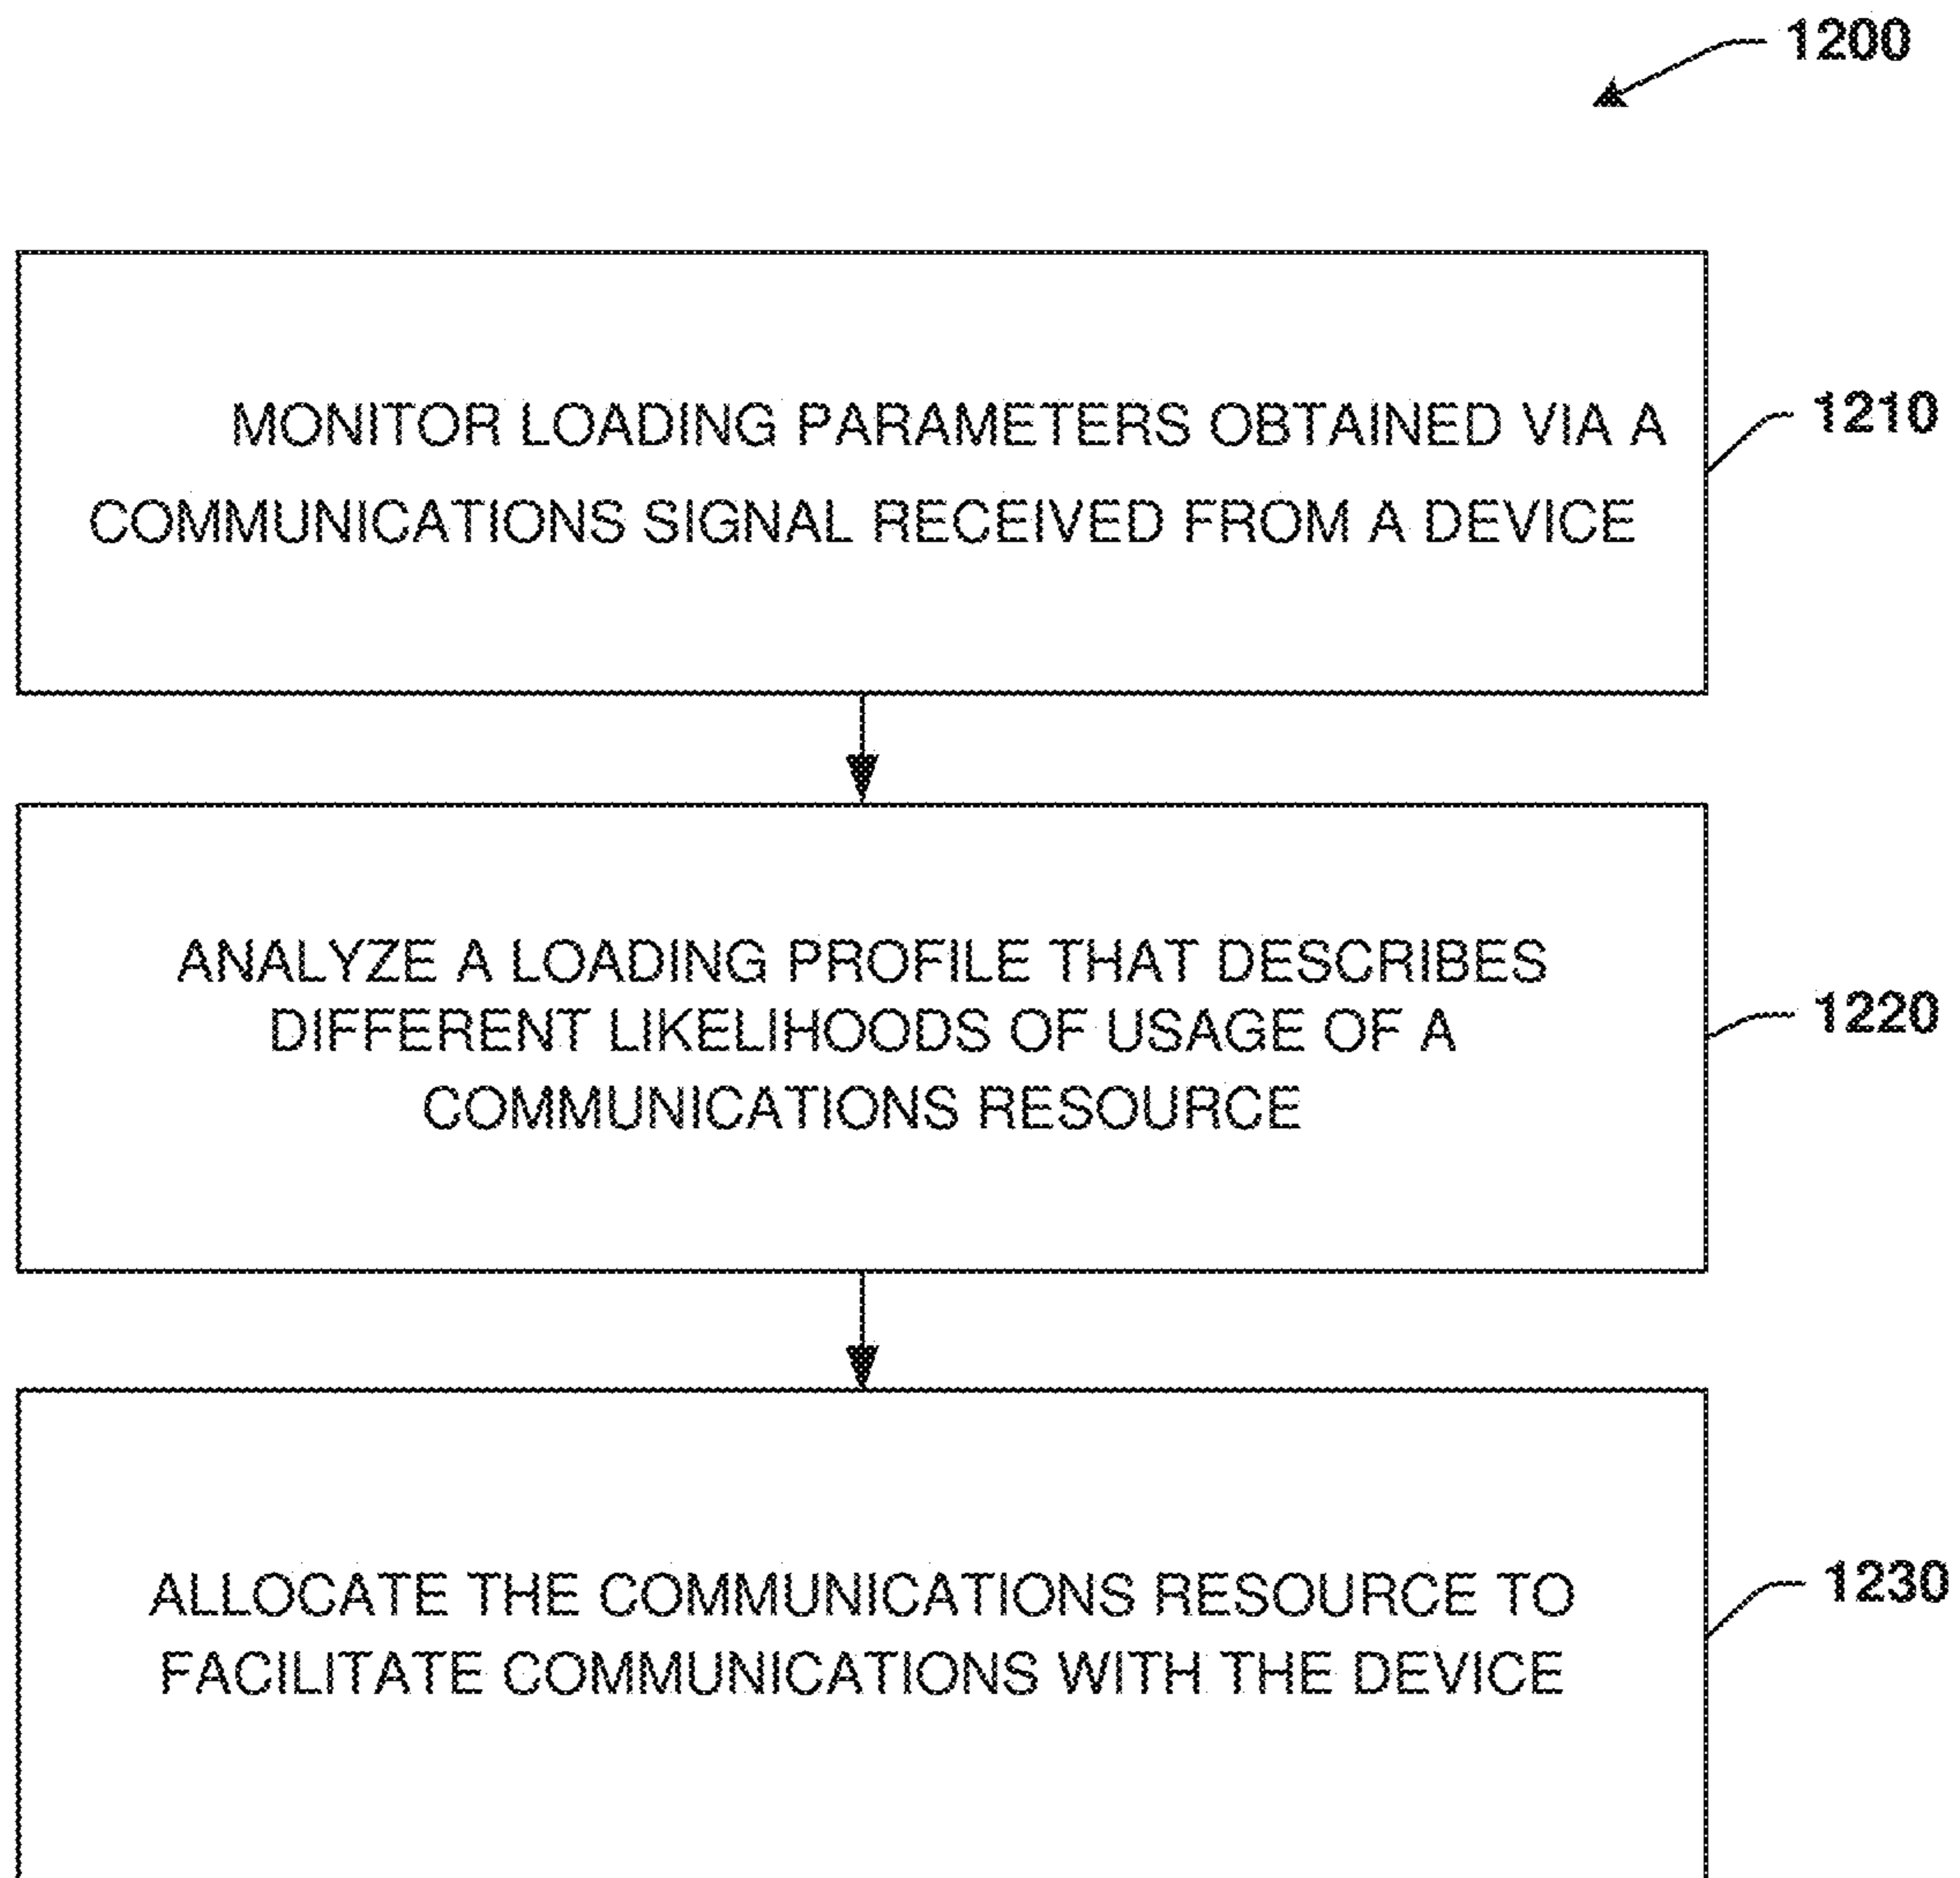 1200
MONITOR LOADING PARAMETERS OBTAINED VIA A
1210
COMMUNICATIONS SIGNAL RECEIVED FROM A DEVICE
ANALYZE A LOADING PROFILE THAT DESCRIBES
DIFFERENT LIKELIHOODS OF USAGE OF A
1220
COMMUNICATIONS RESOURCE
ALLOCATE THE COMMUNICATIONS RESOURCE TO
1230
FACILITATE COMMUNICATIONS WITH THE DEVICE